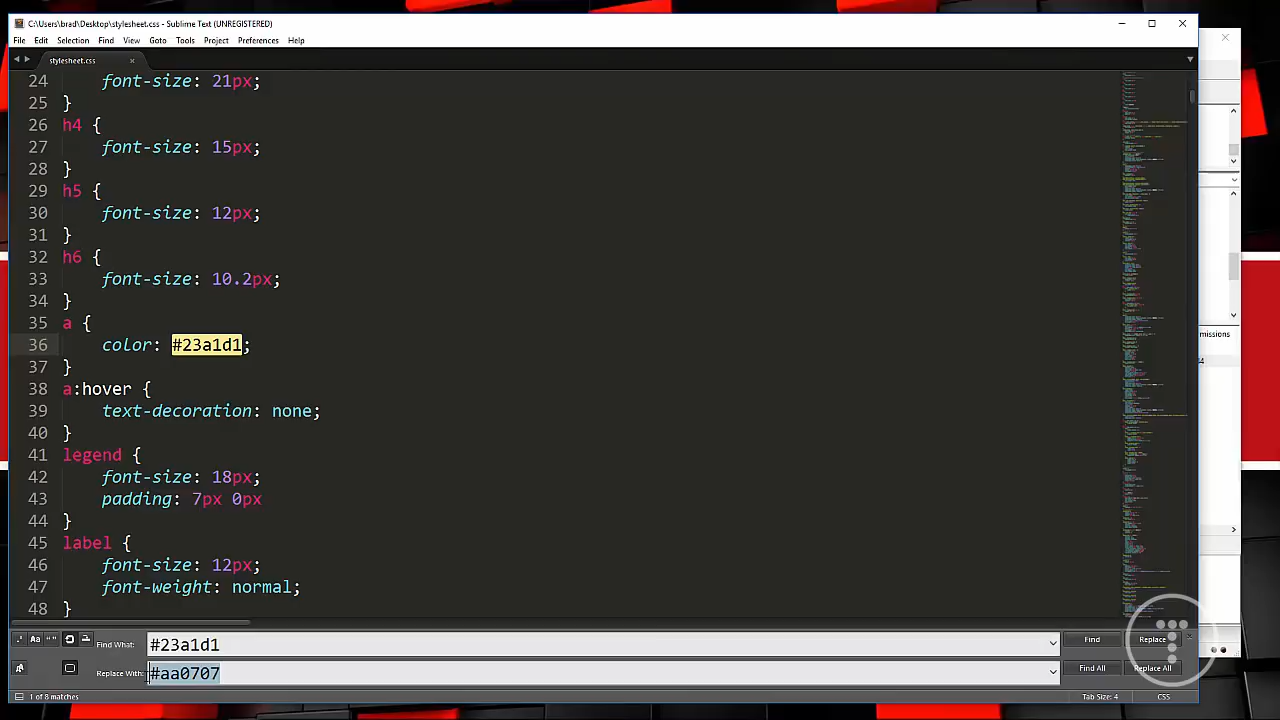 C:\Users\brad\Desktop\stylesheet.css - Sublime Text (UNREGISTERED)
File Edit Selection Find View Goto Tools Project Preferences Help
stylesheet.css
24 font-size: 21px;
25 }
26 h4 {
27 font-size: 15px;
28 }
29 h5 {
30 font-size: 12px;
31 }
32 h6 {
33 font-size: 10.2px;
34 }
35 a {
36 color: #23a1d1;
37 }
38 a:hover {
39 text-decoration: none;
40 }
41 legend {
42 font-size: 18px;
43 padding: 7px 0px
44 }
45 label {
46 font-size: 12px;
47 font-weight: normal;
48 }
missions
Find What: #23a1d1 Find Replace
Replace With: #aa0707 Find All Replace All
1 of 8 matches Tab Size: 4 CSS